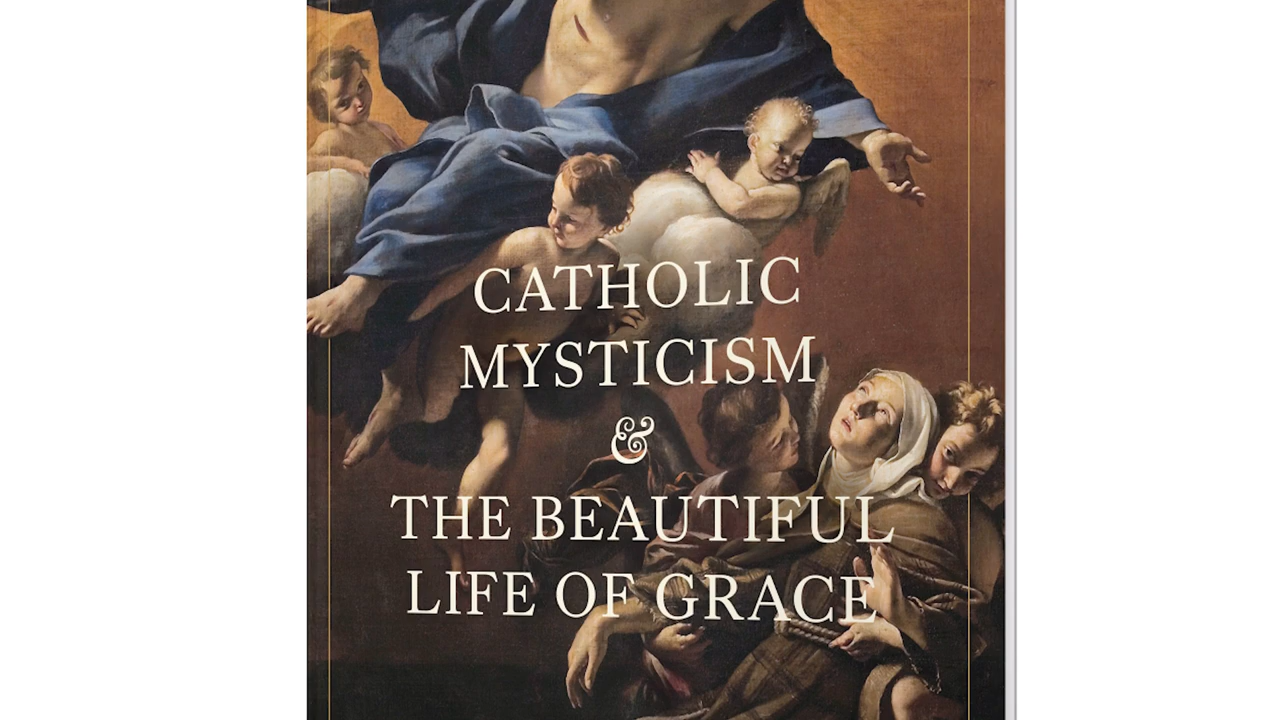 CATHOLIC
MYSTICISM
&
THE BEAUTIFUL
LIFE OF GRACE